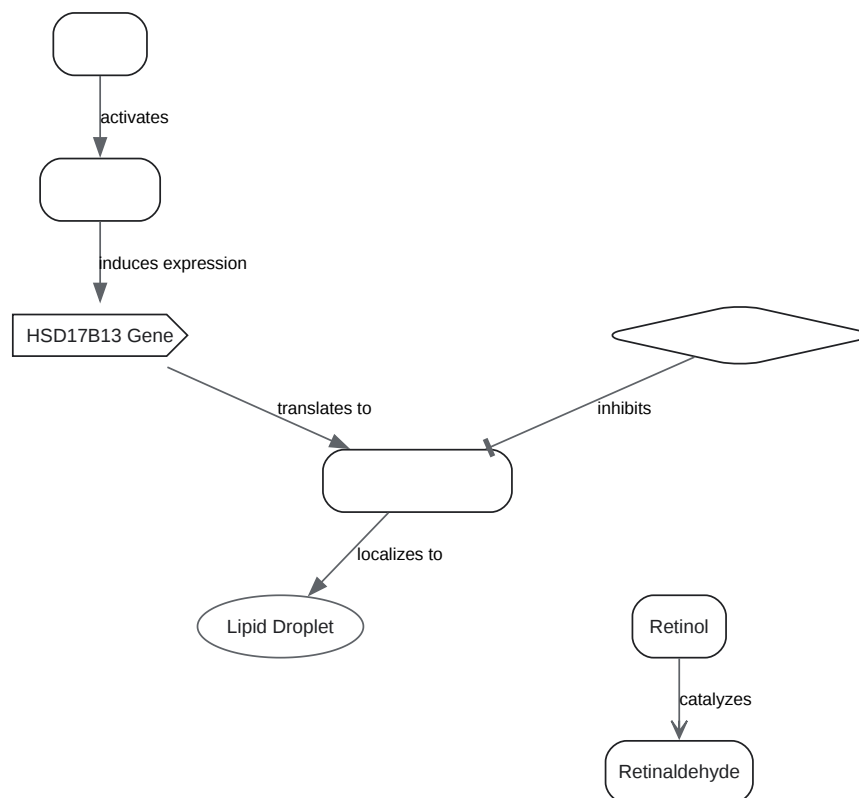 activates
induces expression
HSD17B13 Gene
translates to
inhibits
localizes to
Lipid Droplet
Retinol
catalyzes
Retinaldehyde